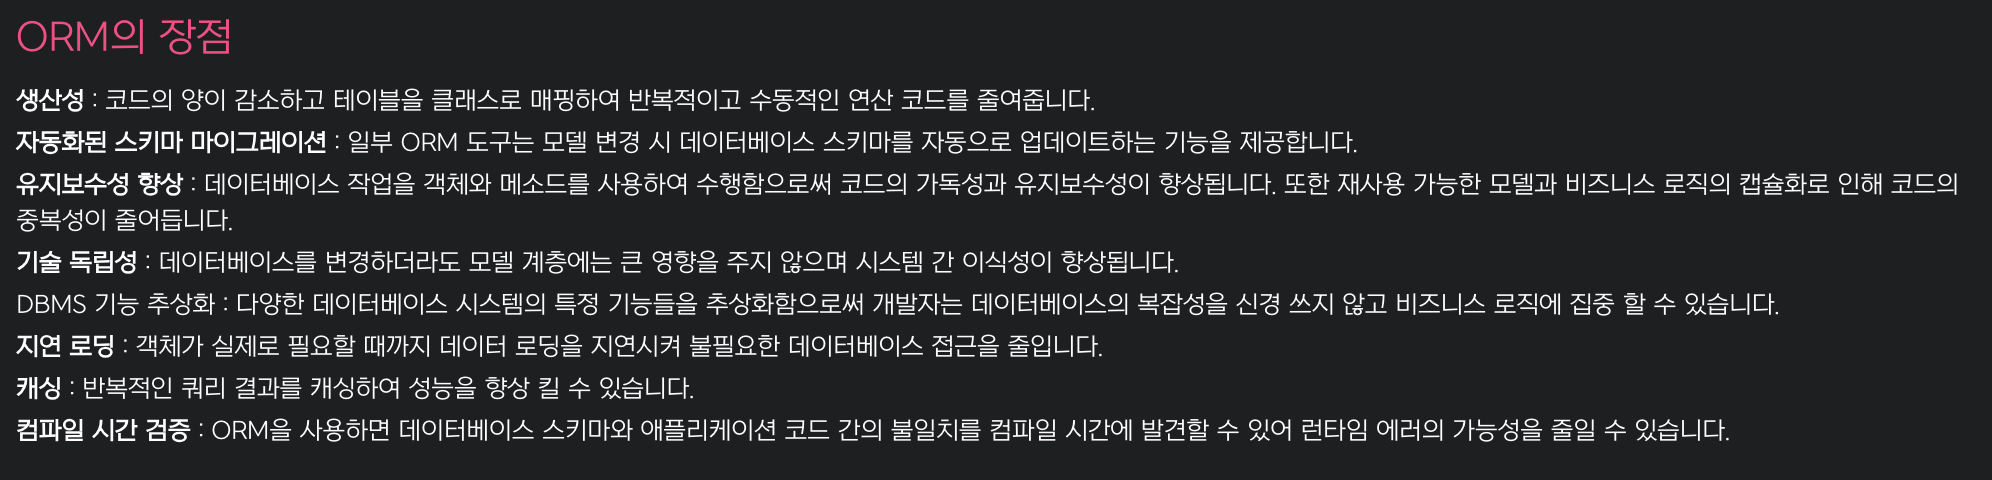 ORM의 장점
생산성 : 코드의 양이 감소하고 테이블을 클래스로 매핑하여 반복적이고 수동적인 연산 코드를 줄여줍니다.
자동화된 스키마 마이그레이션 : 일부 ORM 도구는 모델 변경 시 데이터베이스 스키마를 자동으로 업데이트하는 기능을 제공합니다.
유지보수성 향상 : 데이터베이스 작업을 객체와 메소드를 사용하여 수행함으로써 코드의 가독성과 유지보수성이 향상됩니다. 또한 재사용 가능한 모델과 비즈니스 로직의 캡슐화로 인해 코드의
중복성이 줄어듭니다.
기술 독립성 : 데이터베이스를 변경하더라도 모델 계층에는 큰 영향을 주지 않으며 시스템 간 이식성이 향상됩니다.
DBMS 기능 추상화 : 다양한 데이터베이스 시스템의 특정 기능들을 추상화함으로써 개발자는 데이터베이스의 복잡성을 신경 쓰지 않고 비즈니스 로직에 집중 할 수 있습니다.
지연 로딩 : 객체가 실제로 필요할 때까지 데이터 로딩을 지연시켜 불필요한 데이터베이스 접근을 줄입니다.
캐싱 : 반복적인 쿼리 결과를 캐싱하여 성능을 향상 킬 수 있습니다.
컴파일 시간 검증 : ORM을 사용하면 데이터베이스 스키마와 애플리케이션 코드 간의 불일치를 컴파일 시간에 발견할 수 있어 런타임 에러의 가능성을 줄일 수 있습니다.